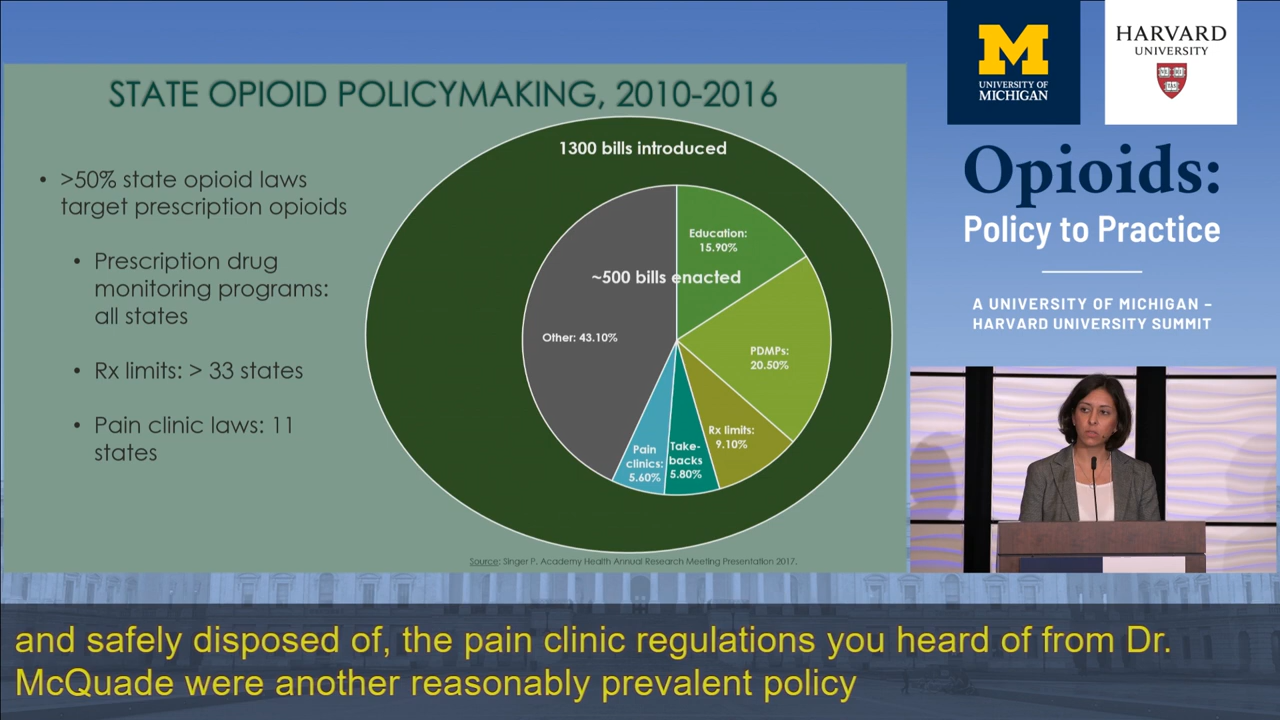 STATE OPIOID POLICYMAKING, 2010-2016
• >50% state opioid laws
target prescription opioids
• Prescription drug
monitoring programs:
all states
• Rx limits: > 33 states
• Pain clinic laws: 11
states
1300 bills introduced
~500 bills enacted
Education:
15.90%
PDMPs:
20.50%
Rx limits:
9.10%
Take-
backs
5.80%
Pain
clinics:
5.60%
Other: 43.10%
Source: Singer P. Academy Health Annual Research Meeting Presentation 2017.
M
UNIVERSITY OF
MICHIGAN
HARVARD
UNIVERSITY
Opioids:
Policy to Practice
A UNIVERSITY OF MICHIGAN –
HARVARD UNIVERSITY SUMMIT
and safely disposed of, the pain clinic regulations you heard of from Dr.
McQuade were another reasonably prevalent policy